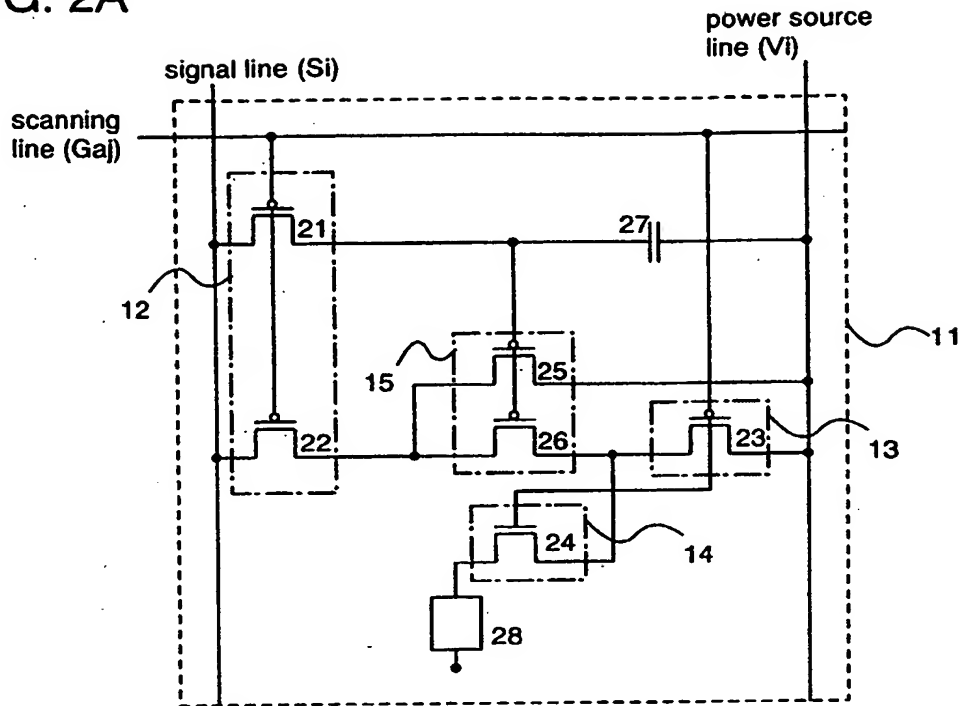 G. 2A
power source
line (Vi)
signal line (Si)
scanning
line (Gaj)
21
27
12
11
15
25
22
26
23
13
24
14
28